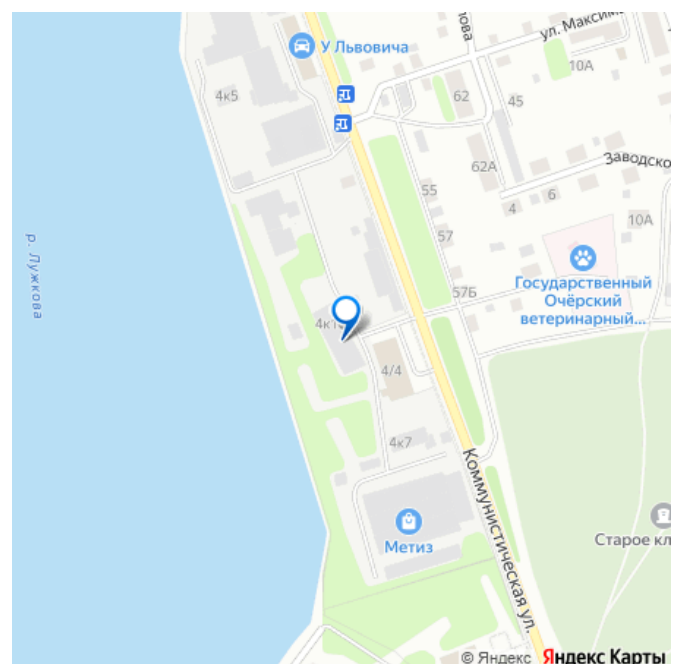 У Львовича
ул. Максим
10А
4к5
62
45
62А
Заводско
55
6
4
10А
57
р. Лужкова
Государственный
Очёрский
ветеринарный...
57Б
4/4
4к7
Коммунистическая ул.
Метиз
Старое кл
© Яндекс Яндекс Карты